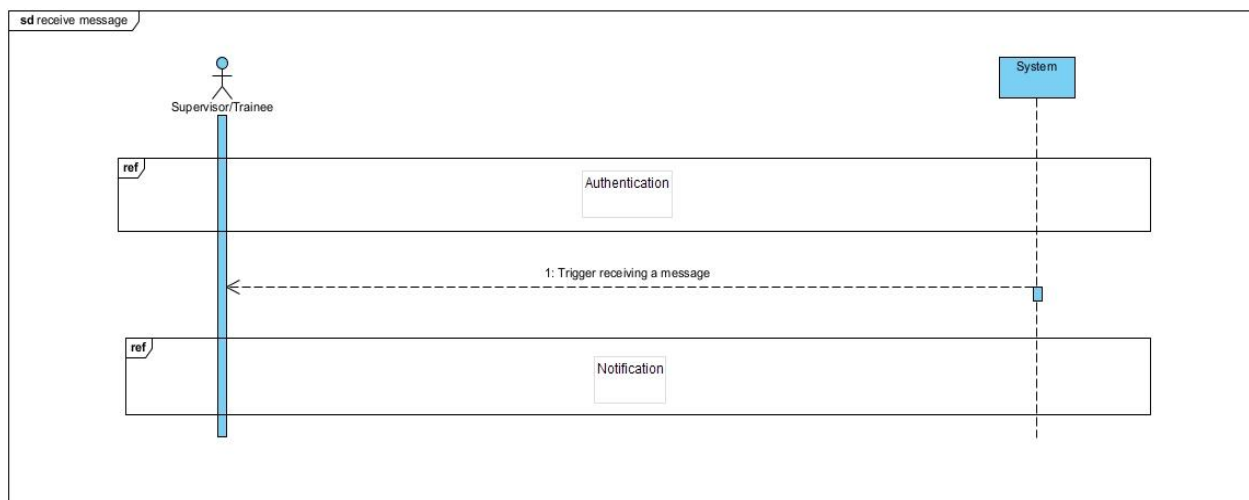 sd receive message
Supervisor/Trainee
System
ref
Authentication
1: Trigger receiving a message
ref
Notification